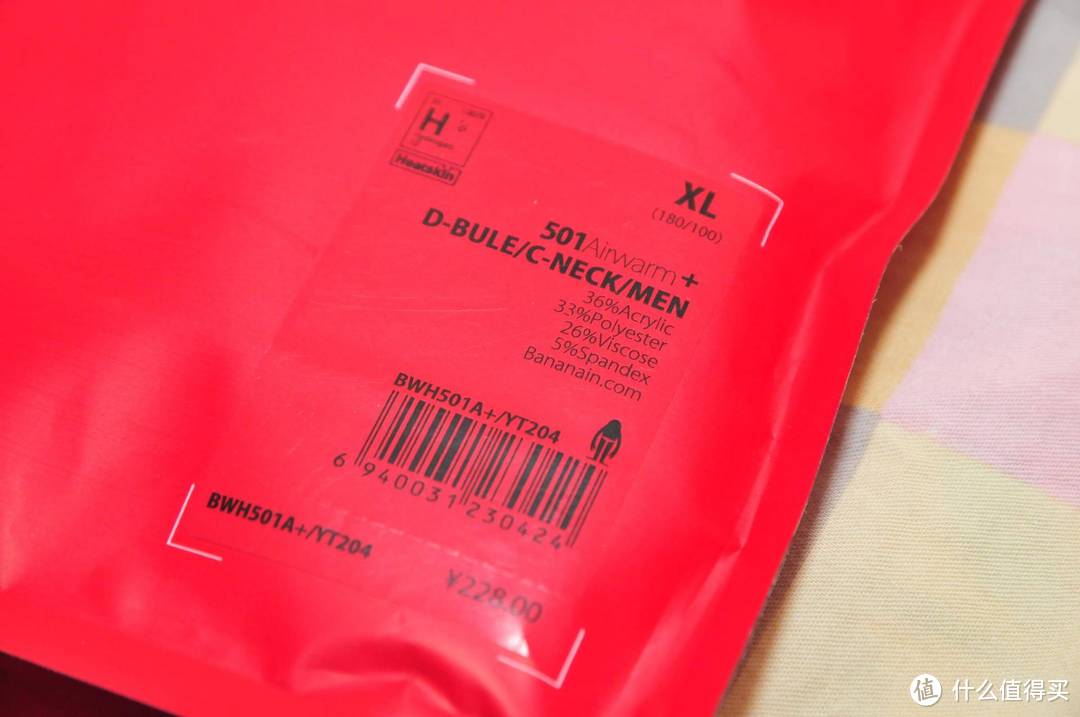 H
Heatskin
XL
(180/100)
501Airwarm+
D-BULE/C-NECK/MEN
36%Acrylic
33%Polyester
26%Viscose
5%Spandex
Bananain.com
BWH501A+/YT204
6 940031 230424
BWH501A+/YT204
¥228.00
值 什么值得买